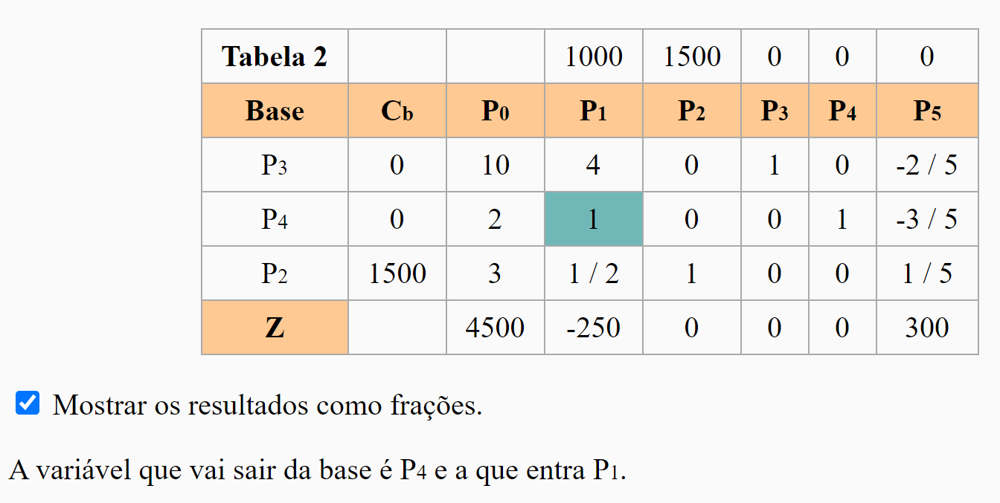 Tabela 2 1000 1500 0 0 0
Base Cb P0 P1 P2 P3 P4 P5
P3 0 10 4 0 1 0 -2 / 5
P4 0 2 1 0 0 1 -3 / 5
P2 1500 3 1 / 2 1 0 0 1 / 5
Z 4500 -250 0 0 0 300
Mostrar os resultados como frações.
A variável que vai sair da base é P4 e a que entra P1.